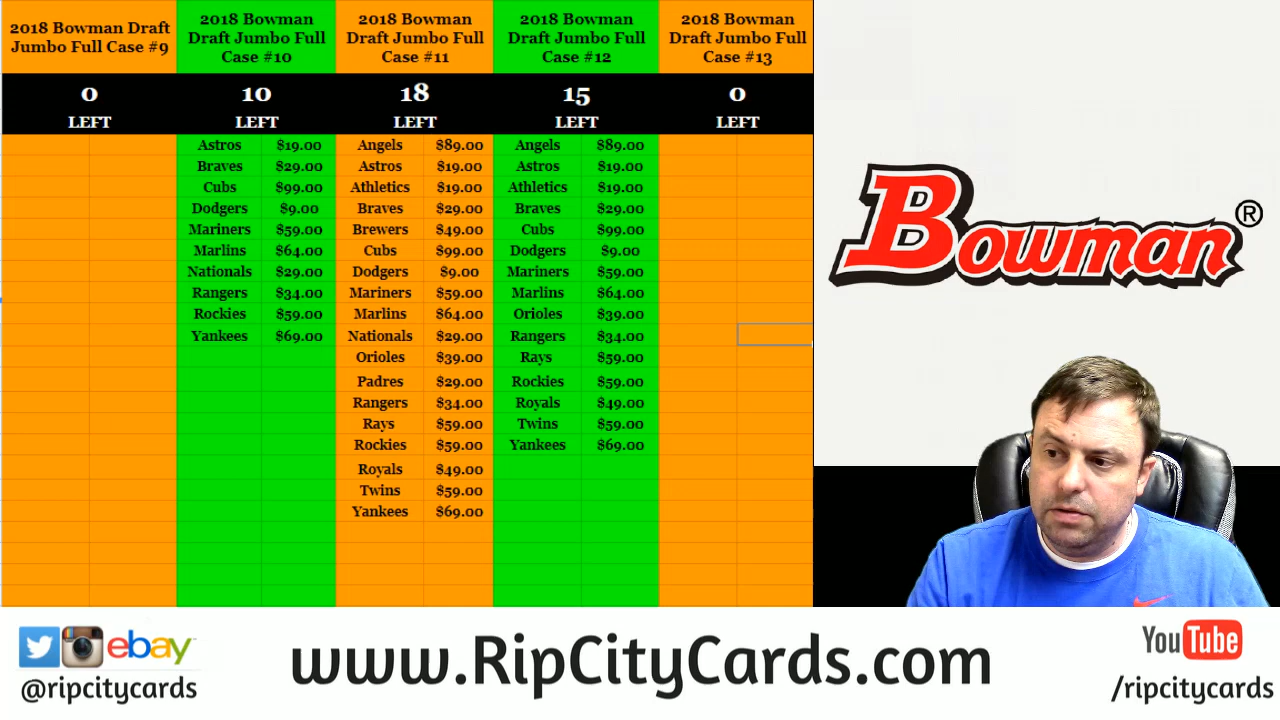 2018 Bowman Draft
Jumbo Full Case #9
0
LEFT
2018 Bowman
Draft Jumbo Full
Case #10
10
LEFT
Astros $19.00
Braves $29.00
Cubs $99.00
Dodgers $9.00
Mariners $59.00
Marlins $64.00
Nationals $29.00
Rangers $34.00
Rockies $59.00
Yankees $69.00
2018 Bowman
Draft Jumbo Full
Case #11
18
LEFT
Angels $89.00
Astros $19.00
Athletics $19.00
Braves $29.00
Brewers $49.00
Cubs $99.00
Dodgers $9.00
Mariners $59.00
Marlins $64.00
Nationals $29.00
Orioles $39.00
Padres $29.00
Rangers $34.00
Rays $59.00
Rockies $59.00
Royals $49.00
Twins $59.00
Yankees $69.00
2018 Bowman
Draft Jumbo Full
Case #12
15
LEFT
Angels $89.00
Astros $19.00
Athletics $19.00
Braves $29.00
Cubs $99.00
Dodgers $9.00
Mariners $59.00
Marlins $64.00
Orioles $39.00
Rangers $34.00
Rays $59.00
Rockies $59.00
Royals $49.00
Twins $59.00
Yankees $69.00
2018 Bowman
Draft Jumbo Full
Case #13
0
LEFT
Bowman®
ebay
@ripcitycards
www.RipCityCards.com
YouTube
/ripcitycards